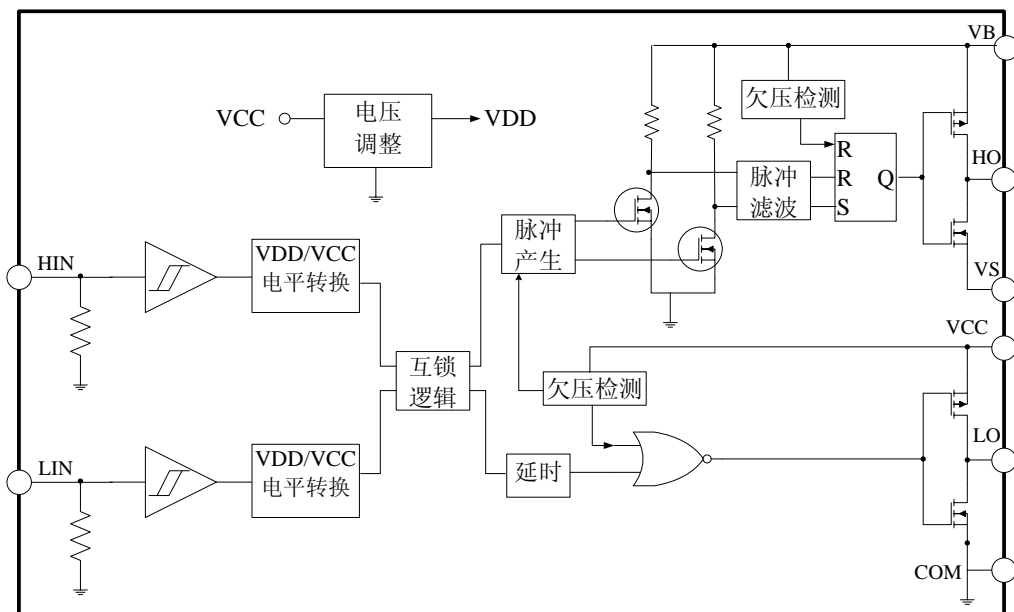 VB
欠压检测
VCC
电压
调整
VDD
R
R
S
Q
HO
脉冲
滤波
脉冲
产生
HIN
VDD/VCC
电平转换
VS
VCC
互锁
逻辑
欠压检测
LIN
VDD/VCC
电平转换
延时
LO
COM